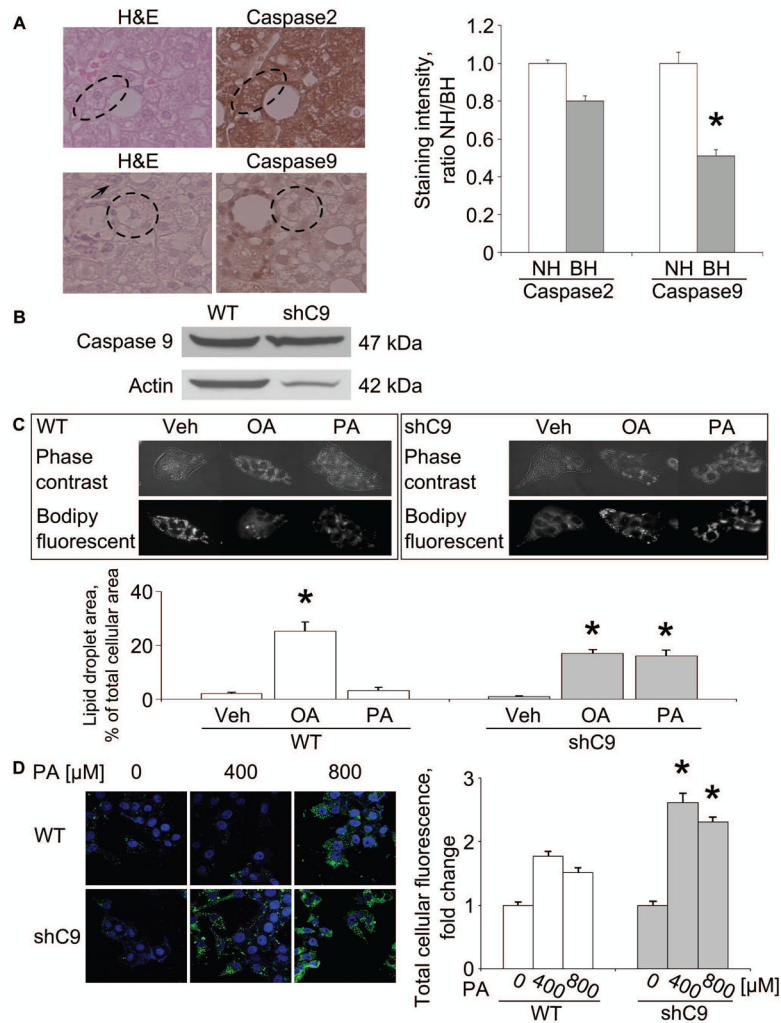 A
H&E
Caspase2
H&E
Caspase9
Staining intensity,
ratio NH/BH
1.2
1
0.8
0.6
0.4
0.2
0
*
NH BH NH BH
Caspase2 Caspase9
B
WT shC9
Caspase 9 47 kDa
Actin 42 kDa
C
WT Veh OA PA
Phase
contrast
Bodipy
fluorescent
shC9 Veh OA PA
Phase
contrast
Bodipy
fluorescent
Lipid droplet area,
% of total cellular area
40
20
0
* * *
Veh OA PA Veh OA PA
WT shC9
D
PA [µM] 0 400 800
WT
shC9
Total cellular fluorescence,
fold change
3
2
1
0
* *
PA 0 400 800 0 400 800 [µM]
WT shC9